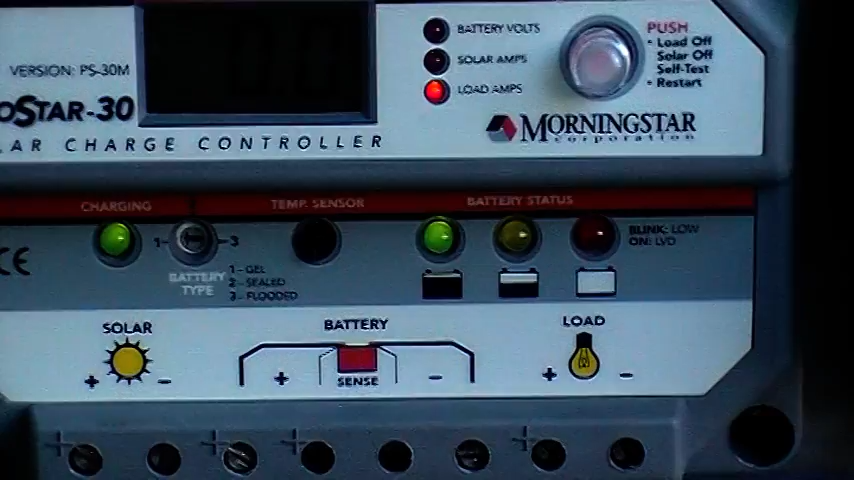 BATTERY VOLTS
SOLAR AMPS
LOAD AMPS
PUSH
• Load Off
Solar Off
Self-Test
• Restart
VERSION: PS-30M
oSTAR-30
LAR CHARGE CONTROLLER
MORNINGSTAR
corporation
CHARGING
TEMP. SENSOR
BATTERY STATUS
1
3
BLINK: LOW
ON: LVD
CE
BATTERY
TYPE
1 - GEL
2 - SEALED
3 - FLOODED
SOLAR
BATTERY
LOAD
+ -
+ SENSE -
+ -
+ + + +